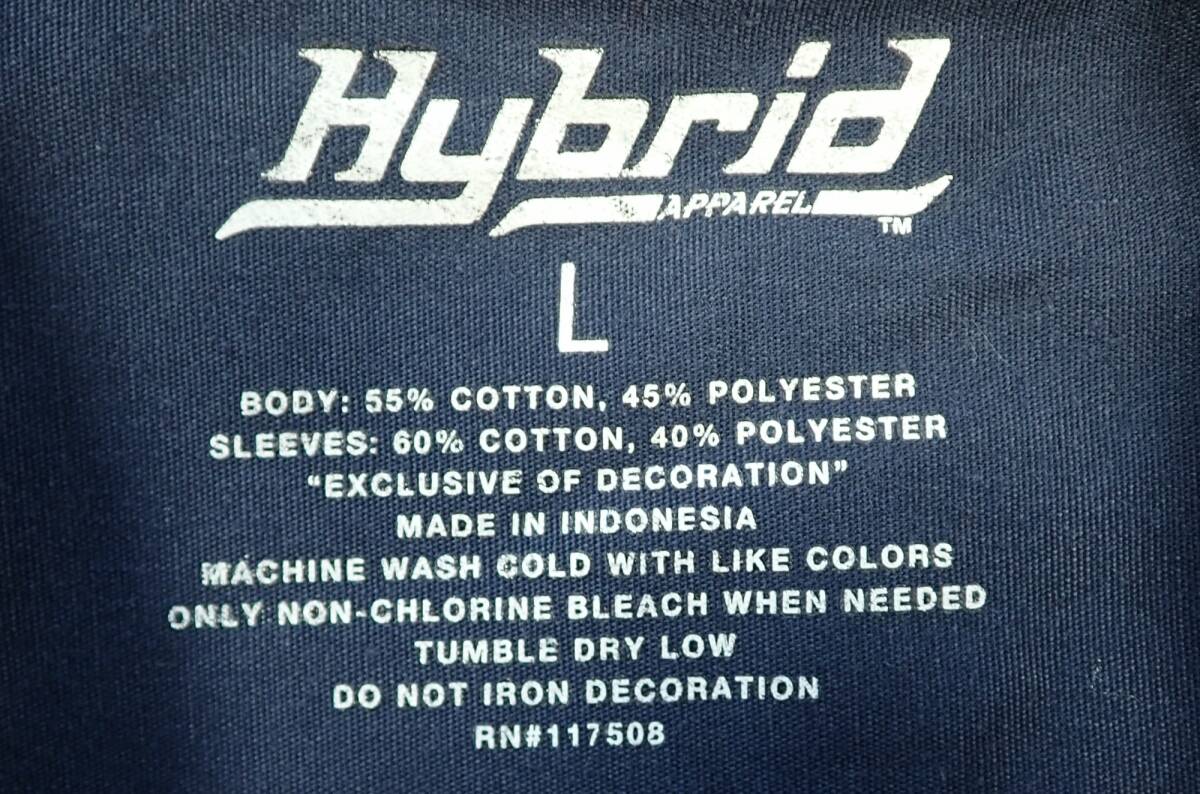 Hybrid
APPAREL
TM
L
BODY: 55% COTTON, 45% POLYESTER
SLEEVES: 60% COTTON, 40% POLYESTER
“EXCLUSIVE OF DECORATION”
MADE IN INDONESIA
MACHINE WASH COLD WITH LIKE COLORS
ONLY NON-CHLORINE BLEACH WHEN NEEDED
TUMBLE DRY LOW
DO NOT IRON DECORATION
RN#117508